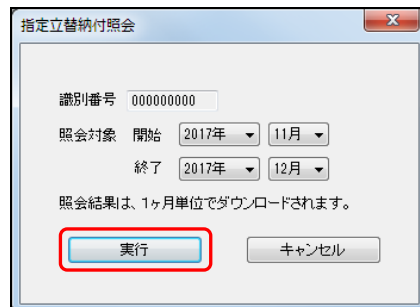 指定立替納付照会
識別番号 000000000
照会対象 開始 2017年 11月
終了 2017年 12月
照会結果は、1ヶ月単位でダウンロードされます。
実行 キャンセル